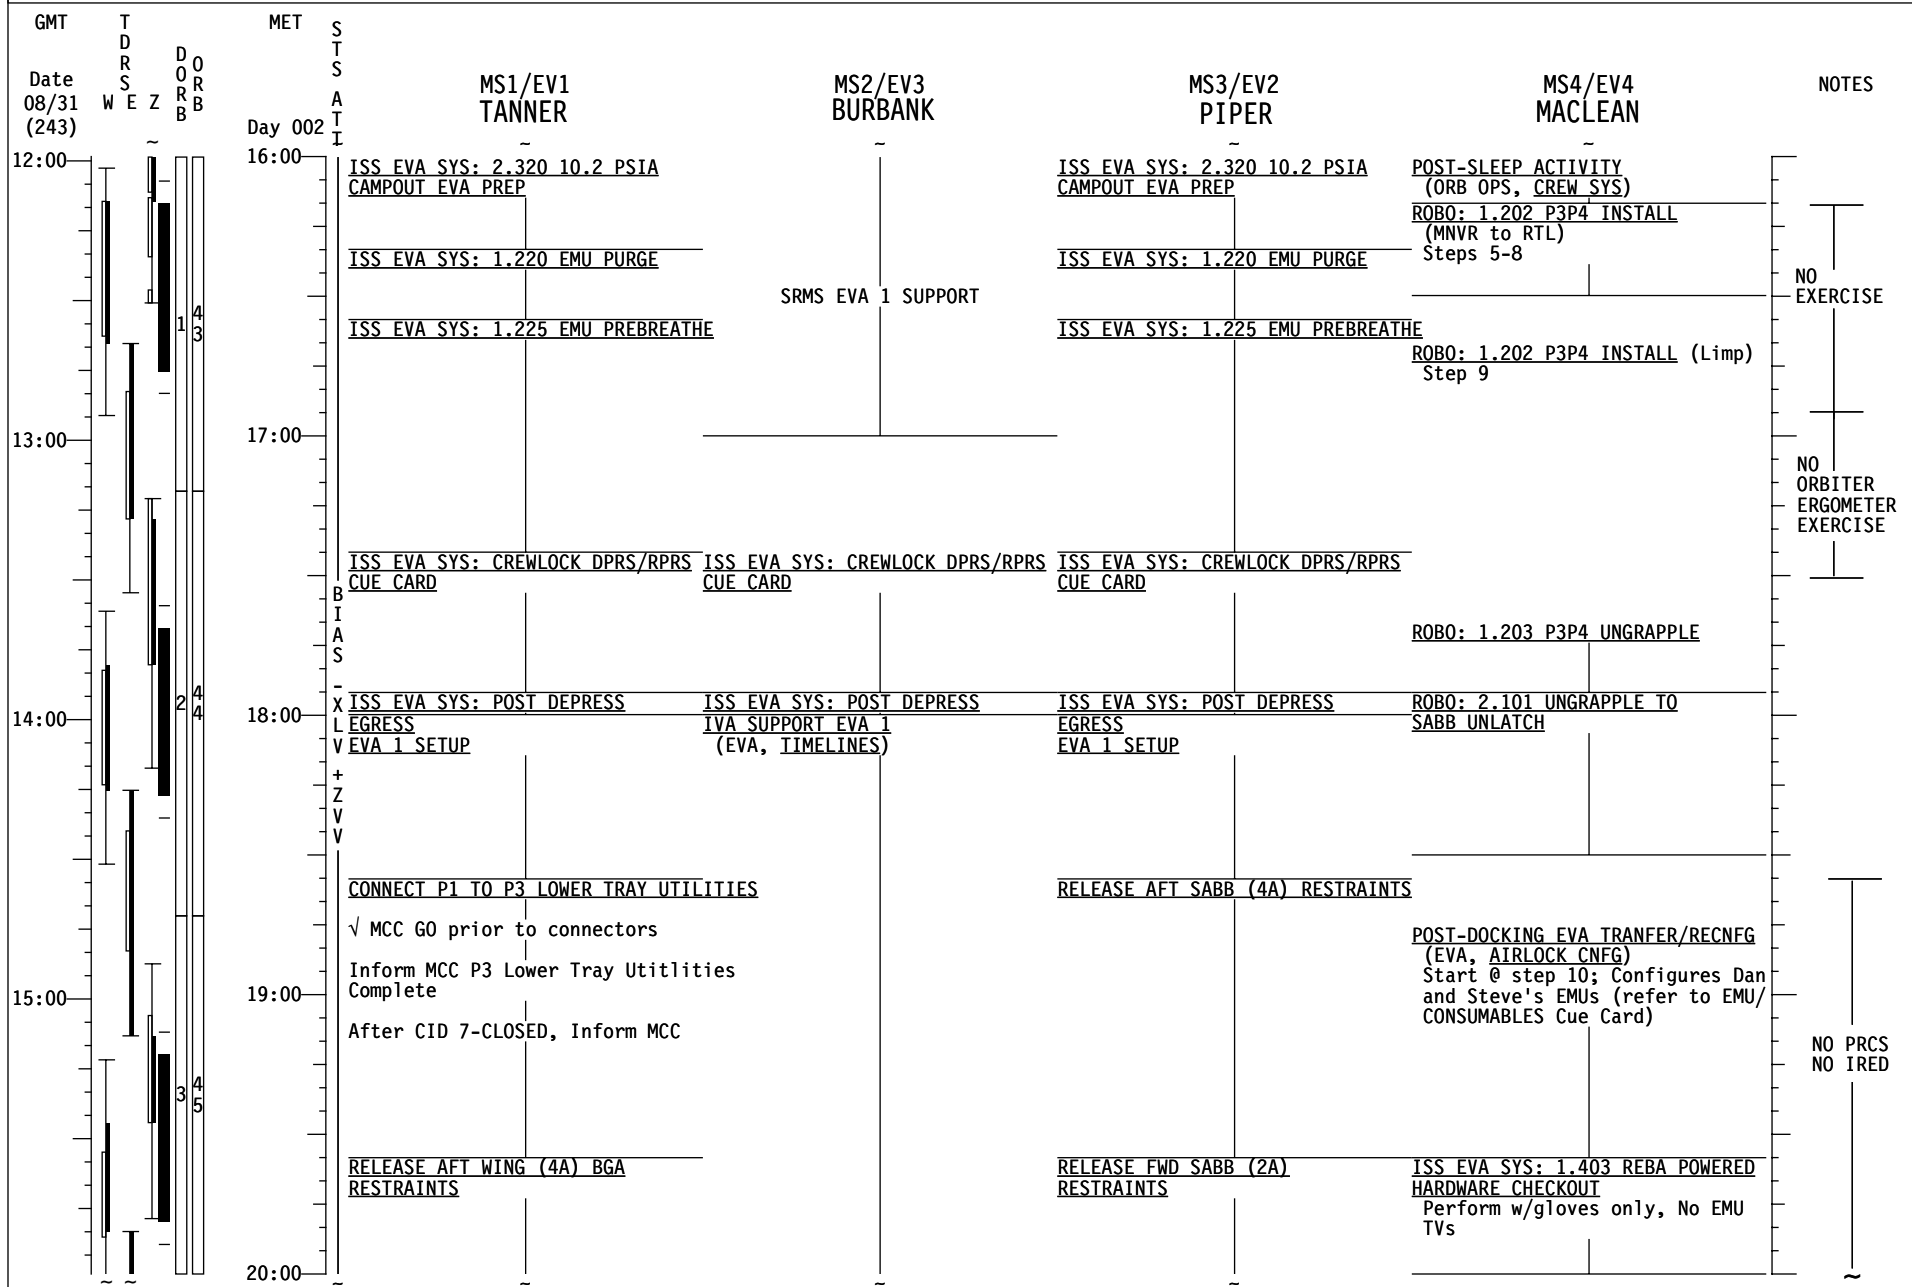 GMT
TDRS
MET
STS ATT
DORB
ORB
Date
08/31
(243)
W E Z
Day 002
MS1/EV1
TANNER
MS2/EV3
BURBANK
MS3/EV2
PIPER
MS4/EV4
MACLEAN
NOTES
12:00
13:00
14:00
15:00
1
43
2
44
3
45
16:00
17:00
18:00
19:00
20:00
BIAS -XLV +ZVV
ISS EVA SYS: 2.320 10.2 PSIA
CAMPOUT EVA PREP
ISS EVA SYS: 1.220 EMU PURGE
ISS EVA SYS: 1.225 EMU PREBREATHE
ISS EVA SYS: CREWLOCK DPRS/RPRS
CUE CARD
ISS EVA SYS: POST DEPRESS
EGRESS
EVA 1 SETUP
CONNECT P1 TO P3 LOWER TRAY UTILITIES
√ MCC GO prior to connectors
Inform MCC P3 Lower Tray Utitlities
Complete
After CID 7-CLOSED, Inform MCC
RELEASE AFT WING (4A) BGA
RESTRAINTS
SRMS EVA 1 SUPPORT
ISS EVA SYS: CREWLOCK DPRS/RPRS
CUE CARD
ISS EVA SYS: POST DEPRESS
IVA SUPPORT EVA 1
(EVA, TIMELINES)
ISS EVA SYS: 2.320 10.2 PSIA
CAMPOUT EVA PREP
ISS EVA SYS: 1.220 EMU PURGE
ISS EVA SYS: 1.225 EMU PREBREATHE
ISS EVA SYS: CREWLOCK DPRS/RPRS
CUE CARD
ISS EVA SYS: POST DEPRESS
EGRESS
EVA 1 SETUP
RELEASE AFT SABB (4A) RESTRAINTS
RELEASE FWD SABB (2A)
RESTRAINTS
POST-SLEEP ACTIVITY
(ORB OPS, CREW SYS)
ROBO: 1.202 P3P4 INSTALL
(MNVR to RTL)
Steps 5-8
ROBO: 1.202 P3P4 INSTALL (Limp)
Step 9
ROBO: 1.203 P3P4 UNGRAPPLE
ROBO: 2.101 UNGRAPPLE TO
SABB UNLATCH
POST-DOCKING EVA TRANFER/RECNFG
(EVA, AIRLOCK CNFG)
Start @ step 10; Configures Dan
and Steve's EMUs (refer to EMU/
CONSUMABLES Cue Card)
ISS EVA SYS: 1.403 REBA POWERED
HARDWARE CHECKOUT
Perform w/gloves only, No EMU
TVs
NO
EXERCISE
NO
ORBITER
ERGOMETER
EXERCISE
NO PRCS
NO IRED